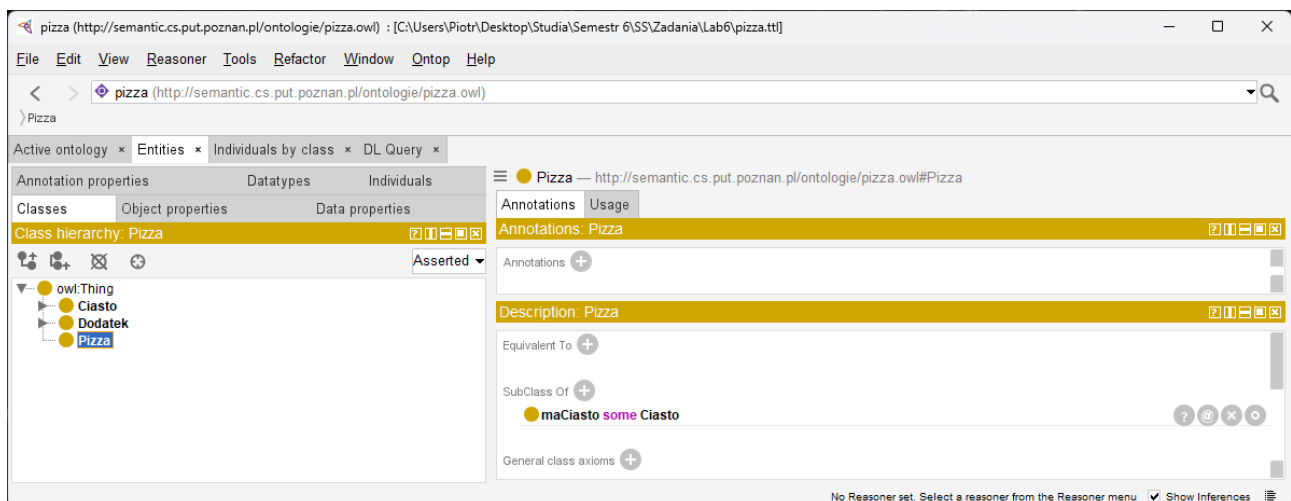 pizza (http://semantic.cs.put.poznan.pl/ontologie/pizza.owl) : [C:\Users\Piotr\Desktop\Studia\Semestr 6\SS\Zadania\Lab6\pizza.ttl]
File Edit View Reasoner Tools Refactor Window Ontop Help
pizza (http://semantic.cs.put.poznan.pl/ontologie/pizza.owl)
Pizza
Active ontology × Entities × Individuals by class × DL Query ×
Annotation properties Datatypes Individuals
Classes Object properties Data properties
Class hierarchy: Pizza
Asserted
owl:Thing
Ciasto
Dodatek
Pizza
Pizza — http://semantic.cs.put.poznan.pl/ontologie/pizza.owl#Pizza
Annotations Usage
Annotations: Pizza
Annotations
Description: Pizza
Equivalent To
SubClass Of
maCiasto some Ciasto
General class axioms
No Reasoner set. Select a reasoner from the Reasoner menu Show Inferences